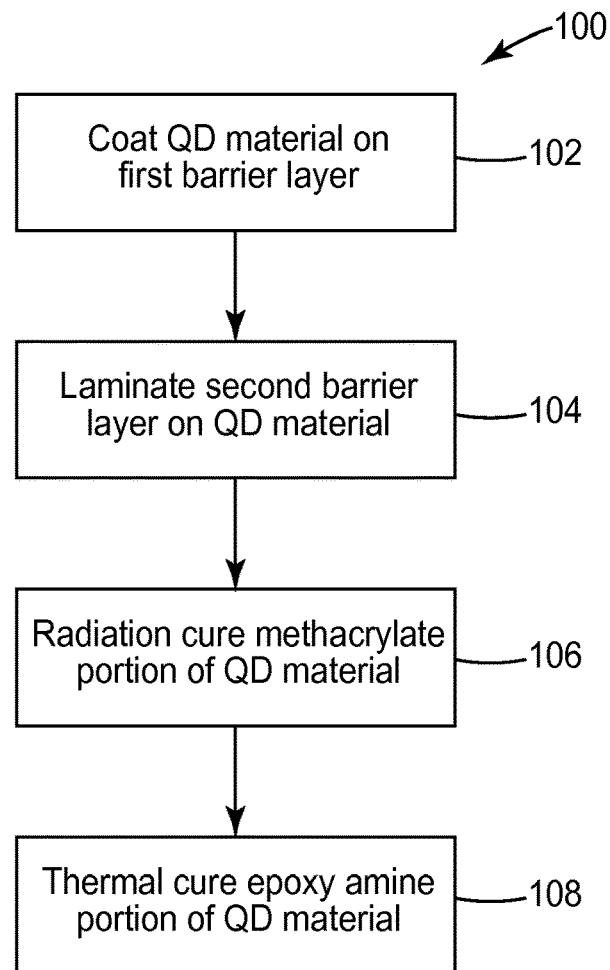 100
Coat QD material on
first barrier layer
102
Laminate second barrier
layer on QD material
104
Radiation cure methacrylate
portion of QD material
106
Thermal cure epoxy amine
portion of QD material
108